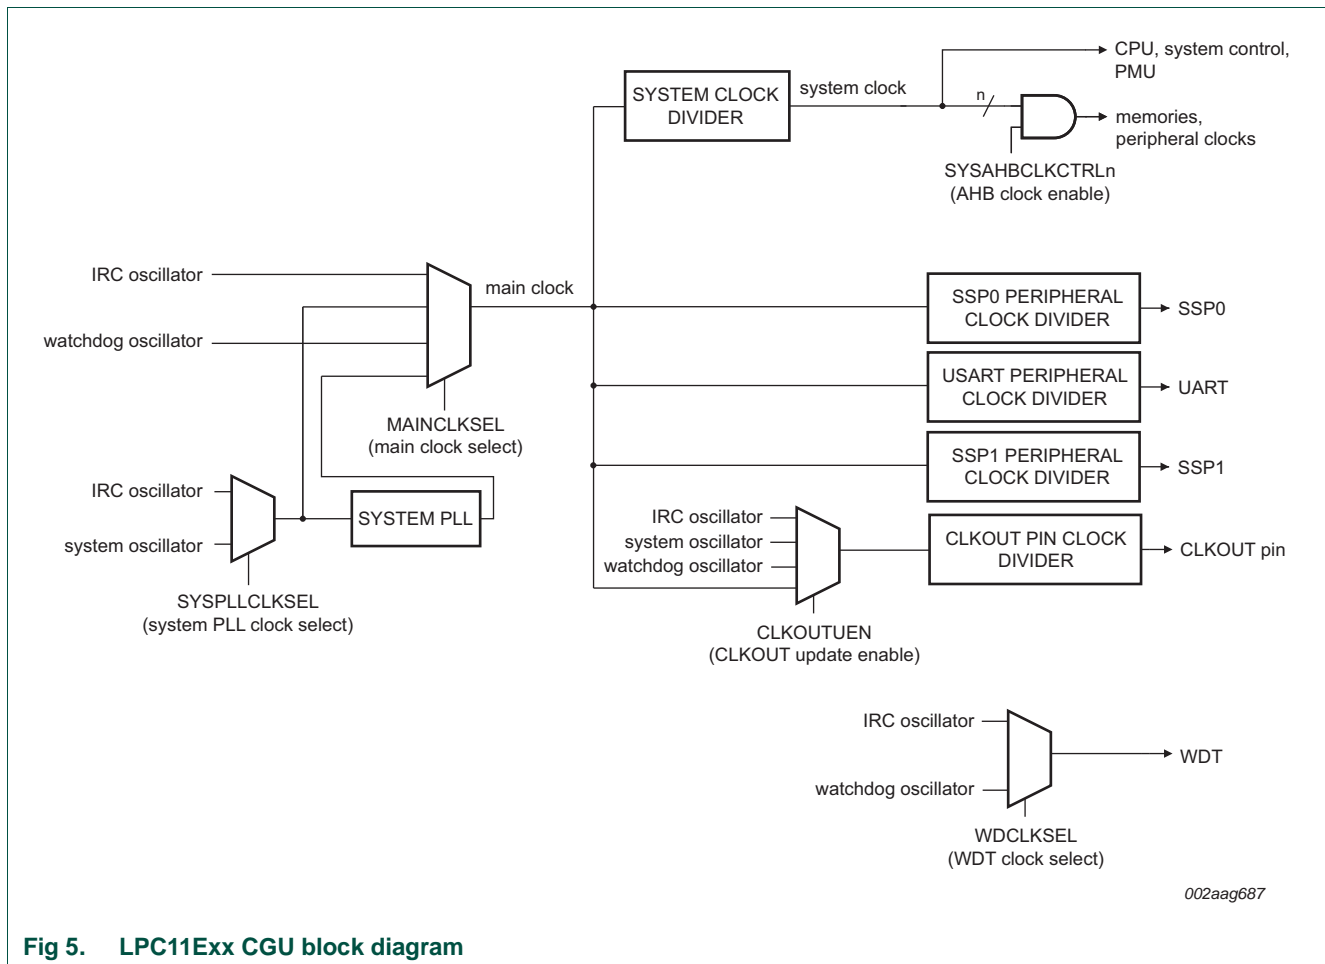 CPU, system control,
PMU
SYSTEM CLOCK
DIVIDER
system clock
n
memories,
peripheral clocks
SYSAHBCLKCTRLn
(AHB clock enable)
IRC oscillator
main clock
watchdog oscillator
MAINCLKSEL
(main clock select)
SSP0 PERIPHERAL
CLOCK DIVIDER
SSP0
USART PERIPHERAL
CLOCK DIVIDER
UART
SSP1 PERIPHERAL
CLOCK DIVIDER
SSP1
IRC oscillator
system oscillator
SYSTEM PLL
SYSPLLCLKSEL
(system PLL clock select)
IRC oscillator
system oscillator
watchdog oscillator
CLKOUT PIN CLOCK
DIVIDER
CLKOUT pin
CLKOUTUEN
(CLKOUT update enable)
IRC oscillator
watchdog oscillator
WDT
WDCLKSEL
(WDT clock select)
002aag687
Fig 5. LPC11Exx CGU block diagram